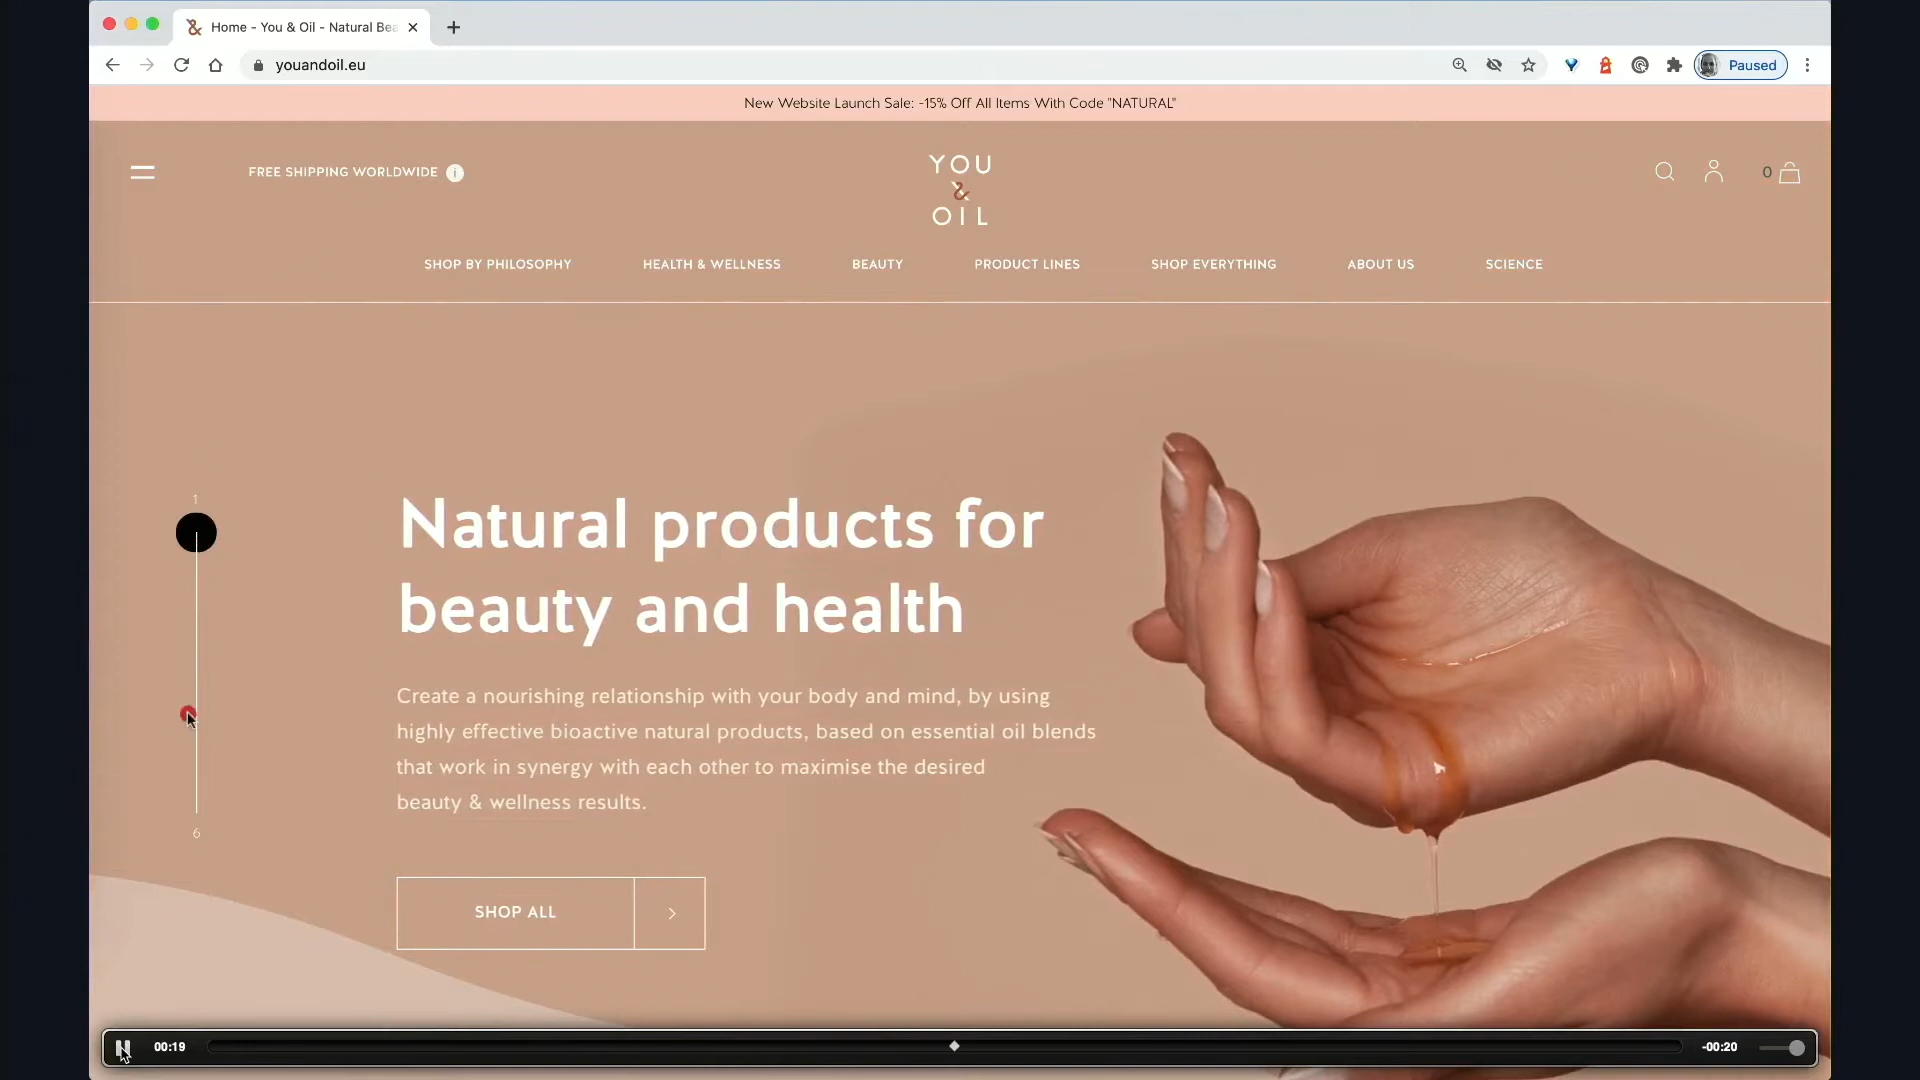 Home - You & Oil - Natural Bea
youandoil.eu
Paused
New Website Launch Sale: -15% Off All Items With Code "NATURAL"
FREE SHIPPING WORLDWIDE i
YOU
&
OIL
0
SHOP BY PHILOSOPHY HEALTH & WELLNESS BEAUTY PRODUCT LINES SHOP EVERYTHING ABOUT US SCIENCE
1
6
Natural products for
beauty and health
Create a nourishing relationship with your body and mind, by using
highly effective bioactive natural products, based on essential oil blends
that work in synergy with each other to maximise the desired
beauty & wellness results.
SHOP ALL
00:19
-00:20